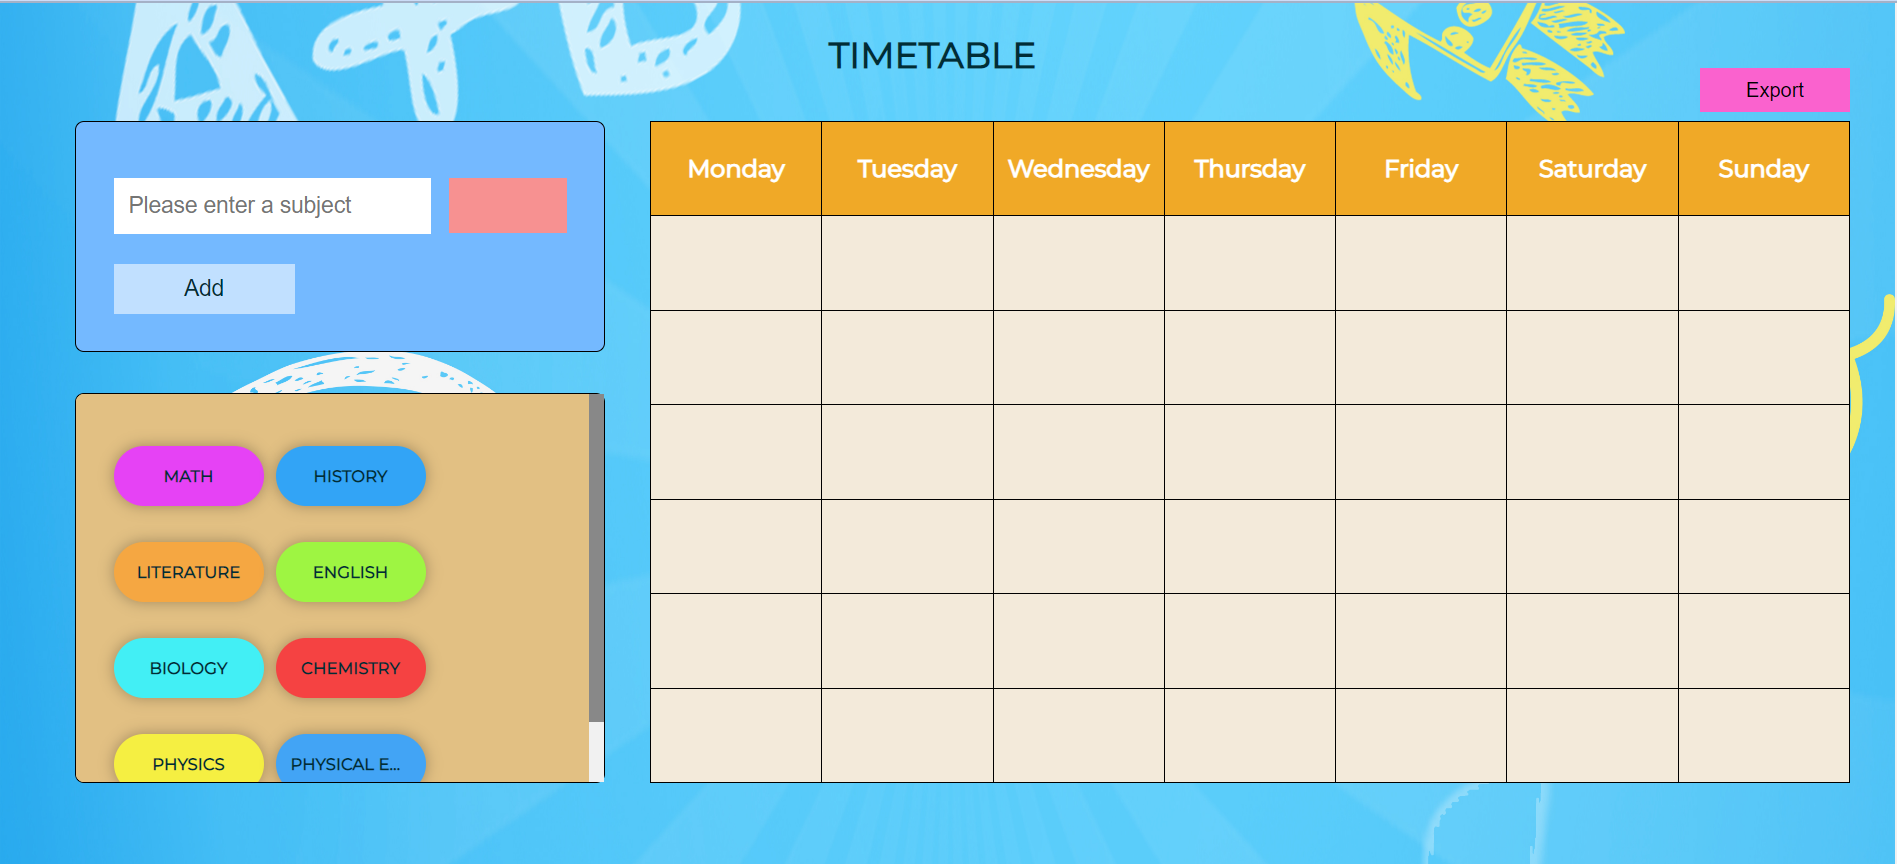 TIMETABLE
Export
Please enter a subject
Add
Monday Tuesday Wednesday Thursday Friday Saturday Sunday
MATH HISTORY
LITERATURE ENGLISH
BIOLOGY CHEMISTRY
PHYSICS PHYSICAL E...